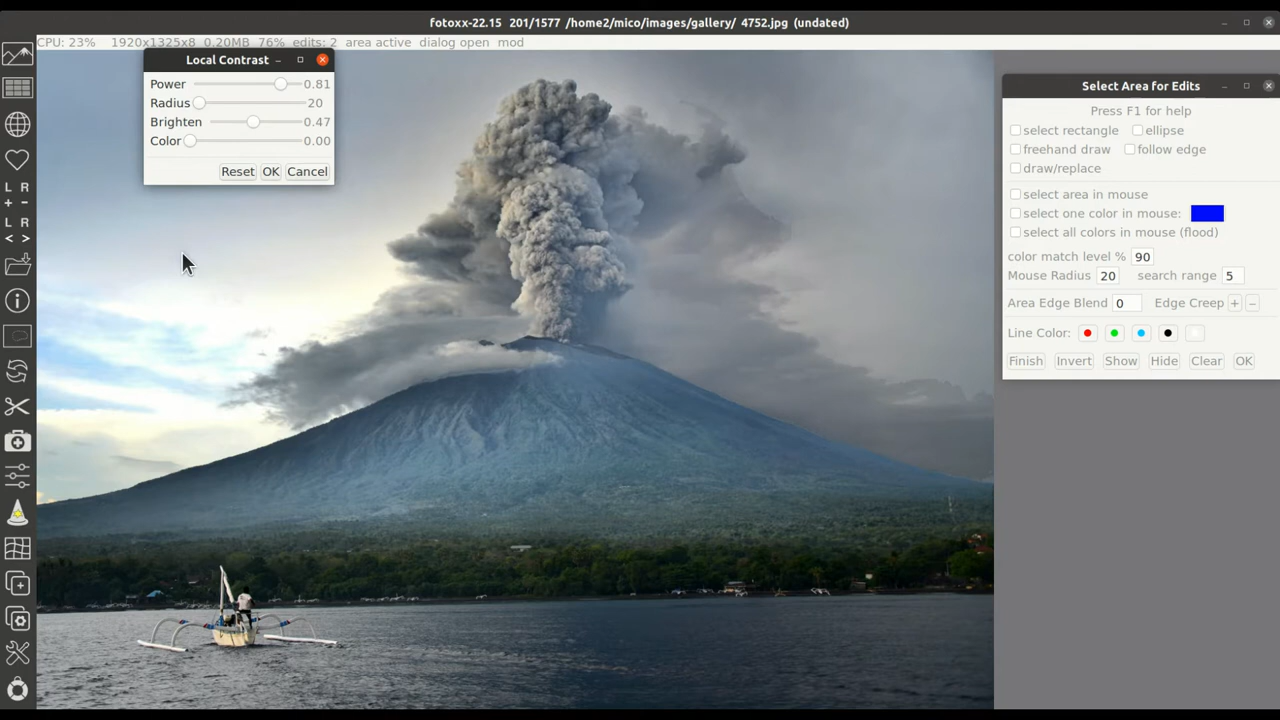 fotoxx-22.15 201/1577 /home2/mico/images/gallery/ 4752.jpg (undated)
CPU: 23% 1920x1325x8 0.20MB 76% edits: 2 area active dialog open mod
Local Contrast
Power 0.81
Radius 20
Brighten 0.47
Color 0.00
Reset OK Cancel
L R
+ -
L R
< >
Select Area for Edits
Press F1 for help
select rectangle ellipse
freehand draw follow edge
draw/replace
select area in mouse
select one color in mouse:
select all colors in mouse (flood)
color match level % 90
Mouse Radius 20 search range 5
Area Edge Blend 0 Edge Creep + -
Line Color:
Finish Invert Show Hide Clear OK